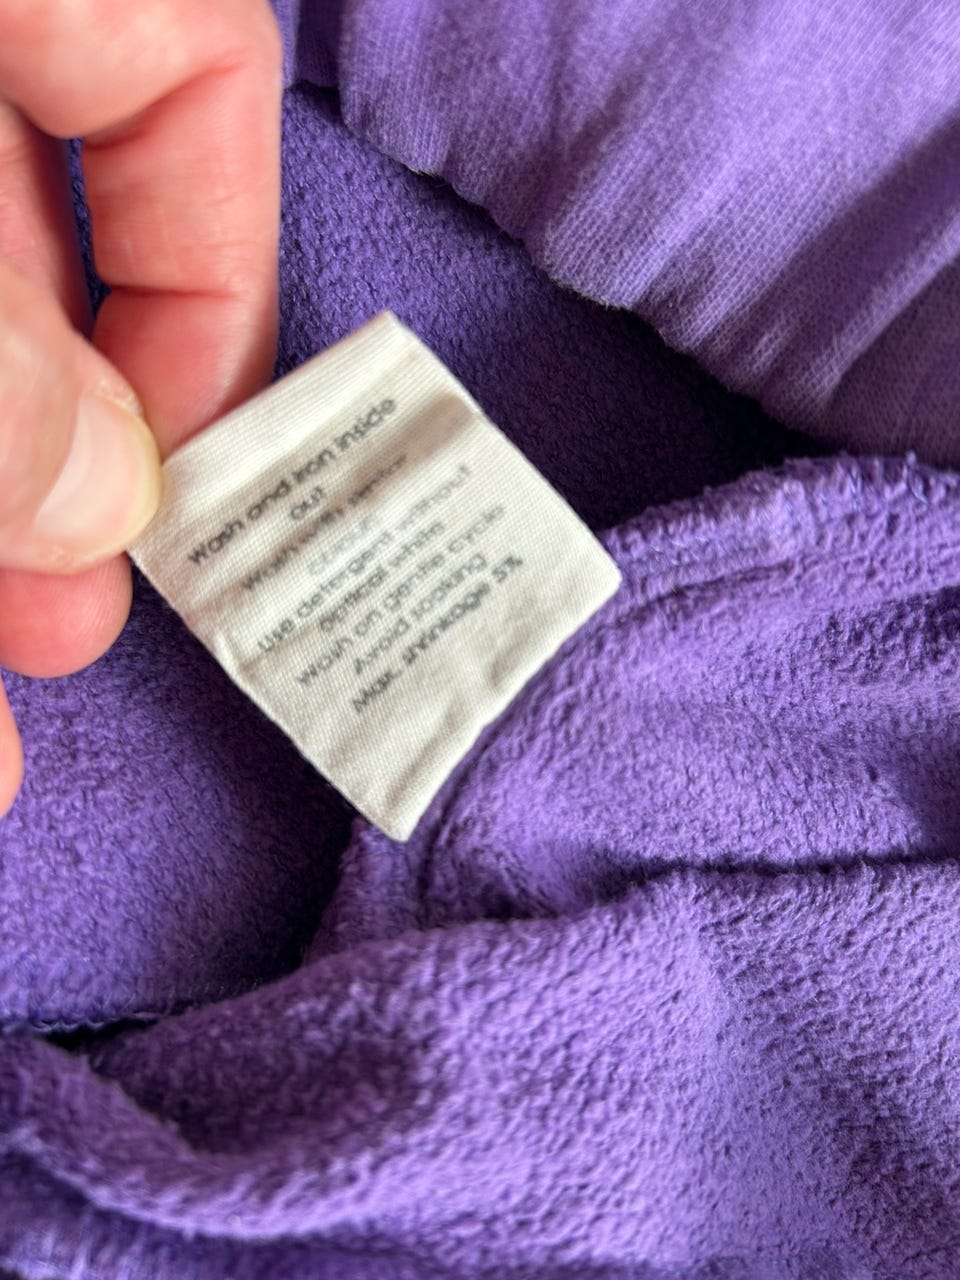 Wash and iron inside
out
Wash with similar
colours
Use detergent without
optical white
Wash on gentle cycle
Avoid soaking
Max. shrinkage 5%